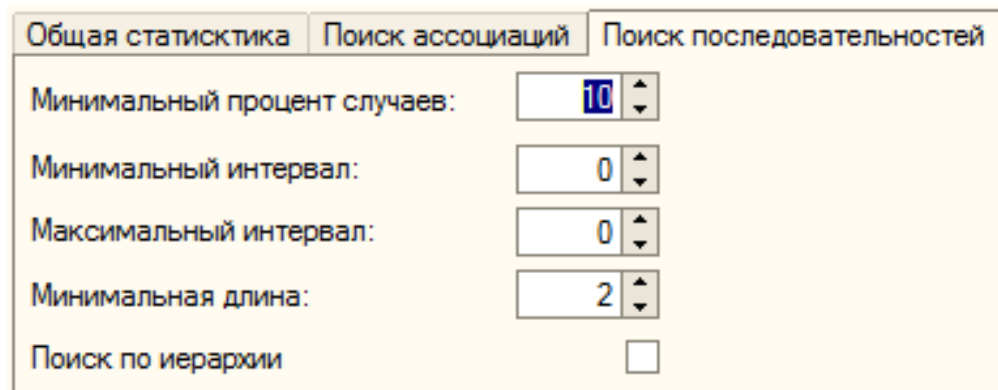 Общая статисктика Поиск ассоциаций Поиск последовательностей
Минимальный процент случаев: 10
Минимальный интервал: 0
Максимальный интервал: 0
Минимальная длина: 2
Поиск по иерархии